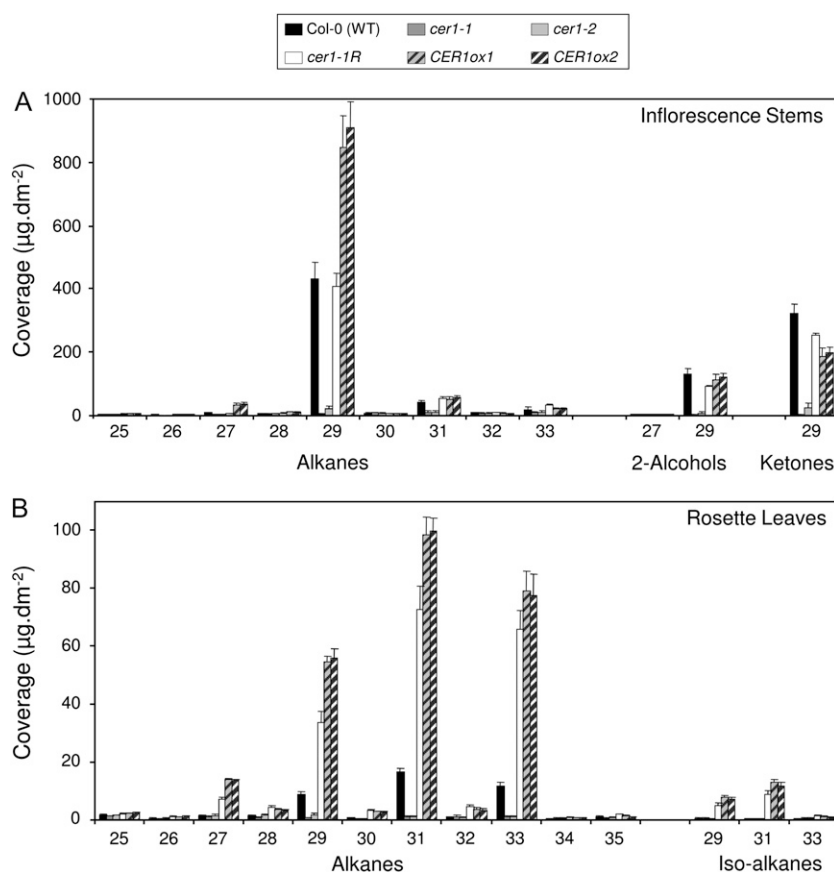 Col-0 (WT) cer1-1 cer1-2
cer1-1R CER1ox1 CER1ox2
A
Inflorescence Stems
Coverage (µg.dm-2)
1000
800
600
400
200
0
25 26 27 28 29 30 31 32 33 27 29 29
Alkanes 2-Alcohols Ketones
B
Rosette Leaves
Coverage (µg.dm-2)
100
80
60
40
20
0
25 26 27 28 29 30 31 32 33 34 35 29 31 33
Alkanes Iso-alkanes